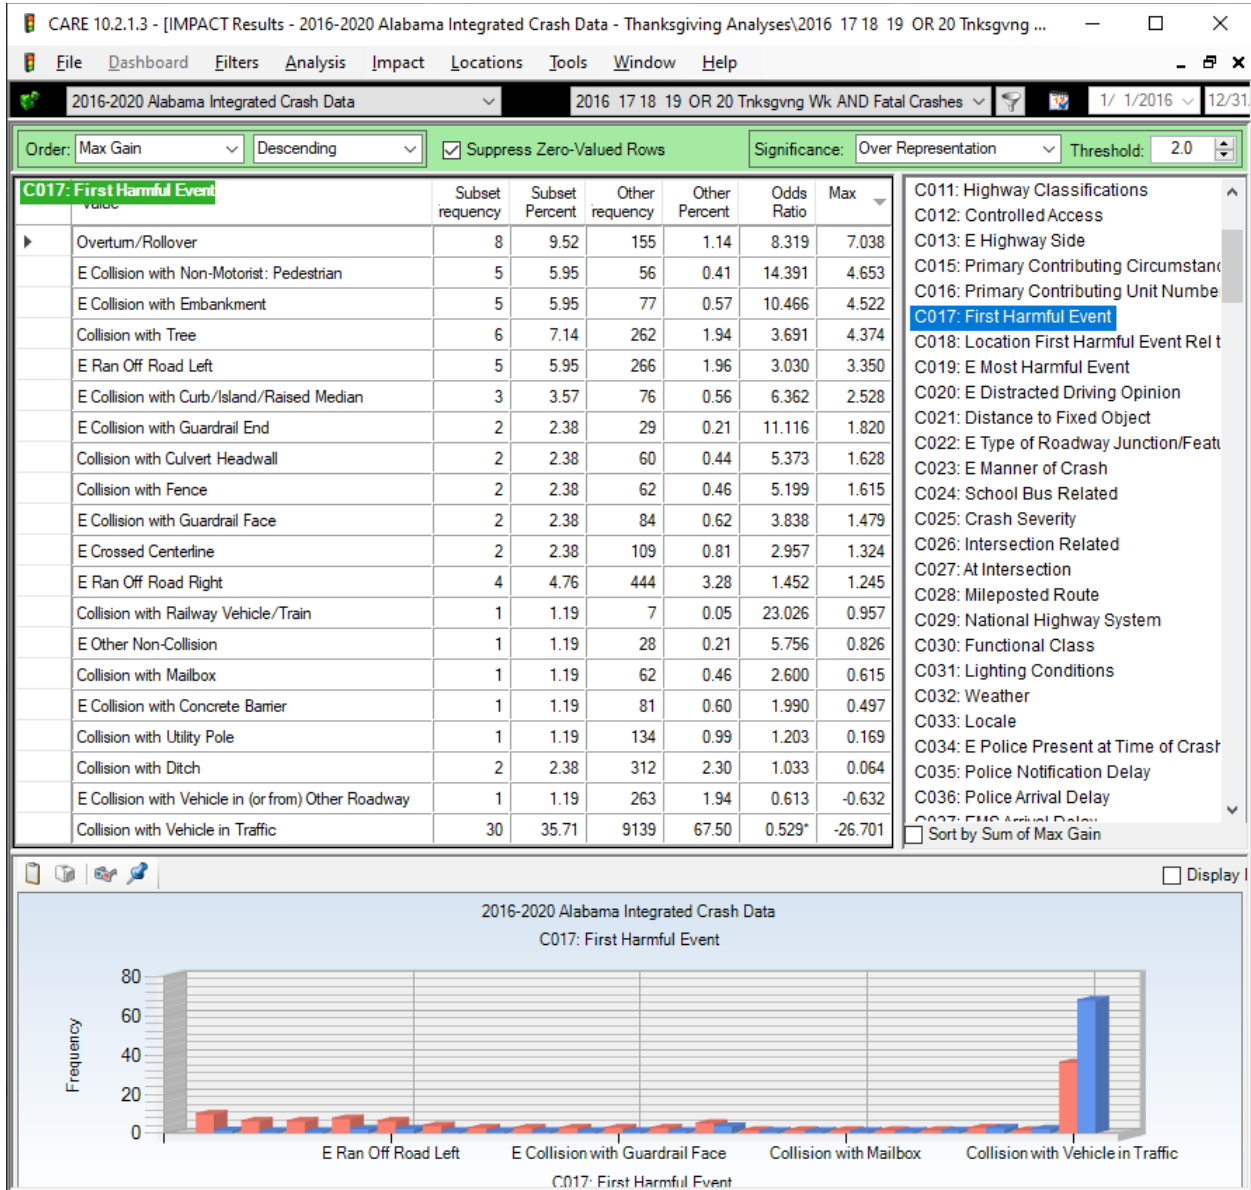 CARE 10.2.1.3 - [IMPACT Results - 2016-2020 Alabama Integrated Crash Data - Thanksgiving Analyses\2016 17 18 19 OR 20 Tnksgvng ...
File Dashboard Filters Analysis Impact Locations Tools Window Help
2016-2020 Alabama Integrated Crash Data 2016 17 18 19 OR 20 Tnksgvng Wk AND Fatal Crashes 1/ 1/2016 12/31.
Order: Max Gain Descending Suppress Zero-Valued Rows Significance: Over Representation Threshold: 2.0
C017: First Harmful Event Subset requency Subset Percent Other requency Other Percent Odds Ratio Max
Overturn/Rollover 8 9.52 155 1.14 8.319 7.038
E Collision with Non-Motorist: Pedestrian 5 5.95 56 0.41 14.391 4.653
E Collision with Embankment 5 5.95 77 0.57 10.466 4.522
Collision with Tree 6 7.14 262 1.94 3.691 4.374
E Ran Off Road Left 5 5.95 266 1.96 3.030 3.350
E Collision with Curb/Island/Raised Median 3 3.57 76 0.56 6.362 2.528
E Collision with Guardrail End 2 2.38 29 0.21 11.116 1.820
Collision with Culvert Headwall 2 2.38 60 0.44 5.373 1.628
Collision with Fence 2 2.38 62 0.46 5.199 1.615
E Collision with Guardrail Face 2 2.38 84 0.62 3.838 1.479
E Crossed Centerline 2 2.38 109 0.81 2.957 1.324
E Ran Off Road Right 4 4.76 444 3.28 1.452 1.245
Collision with Railway Vehicle/Train 1 1.19 7 0.05 23.026 0.957
E Other Non-Collision 1 1.19 28 0.21 5.756 0.826
Collision with Mailbox 1 1.19 62 0.46 2.600 0.615
E Collision with Concrete Barrier 1 1.19 81 0.60 1.990 0.497
Collision with Utility Pole 1 1.19 134 0.99 1.203 0.169
Collision with Ditch 2 2.38 312 2.30 1.033 0.064
E Collision with Vehicle in (or from) Other Roadway 1 1.19 263 1.94 0.613 -0.632
Collision with Vehicle in Traffic 30 35.71 9139 67.50 0.529* -26.701
C011: Highway Classifications
C012: Controlled Access
C013: E Highway Side
C015: Primary Contributing Circumstanc
C016: Primary Contributing Unit Numbe
C017: First Harmful Event
C018: Location First Harmful Event Rel t
C019: E Most Harmful Event
C020: E Distracted Driving Opinion
C021: Distance to Fixed Object
C022: E Type of Roadway Junction/Featu
C023: E Manner of Crash
C024: School Bus Related
C025: Crash Severity
C026: Intersection Related
C027: At Intersection
C028: Mileposted Route
C029: National Highway System
C030: Functional Class
C031: Lighting Conditions
C032: Weather
C033: Locale
C034: E Police Present at Time of Crash
C035: Police Notification Delay
C036: Police Arrival Delay
C037: EMS Arrival Delay
Sort by Sum of Max Gain
Display
2016-2020 Alabama Integrated Crash Data
C017: First Harmful Event
Frequency
80
60
40
20
0
E Ran Off Road Left E Collision with Guardrail Face Collision with Mailbox Collision with Vehicle in Traffic
C017: First Harmful Event